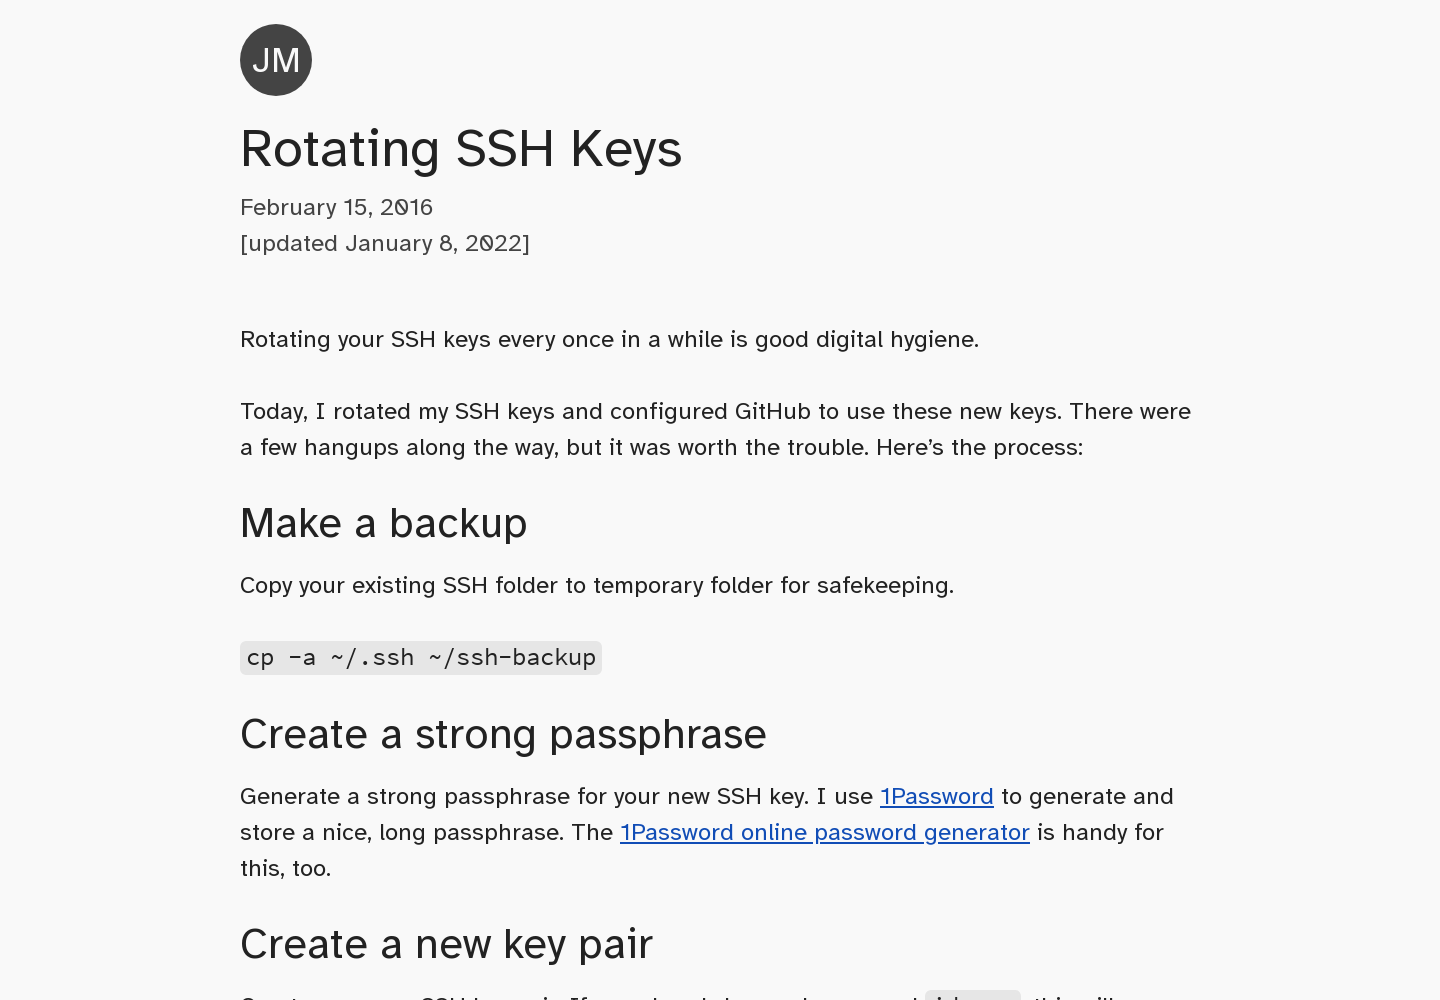 JM
Rotating SSH Keys
February 15, 2016
[updated January 8, 2022]
Rotating your SSH keys every once in a while is good digital hygiene.
Today, I rotated my SSH keys and configured GitHub to use these new keys. There were
a few hangups along the way, but it was worth the trouble. Here’s the process:
Make a backup
Copy your existing SSH folder to temporary folder for safekeeping.
cp -a ~/.ssh ~/ssh-backup
Create a strong passphrase
Generate a strong passphrase for your new SSH key. I use 1Password to generate and
store a nice, long passphrase. The 1Password online password generator is handy for
this, too.
Create a new key pair